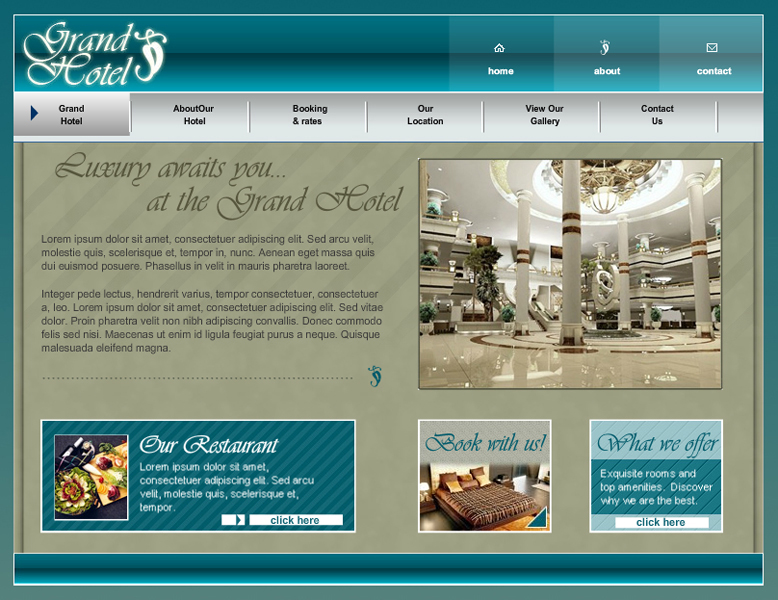 Grand
Hotel
home
about
contact
Grand
Hotel
AboutOur
Hotel
Booking
& rates
Our
Location
View Our
Gallery
Contact
Us
Luxury awaits you...
at the Grand Hotel
Lorem ipsum dolor sit amet, consectetuer adipiscing elit. Sed arcu velit,
molestie quis, scelerisque et, tempor in, nunc. Aenean eget massa quis
dui euismod posuere. Phasellus in velit in mauris pharetra laoreet.
Integer pede lectus, hendrerit varius, tempor consectetuer, consectetuer
a, leo. Lorem ipsum dolor sit amet, consectetuer adipiscing elit. Sed vitae
dolor. Proin pharetra velit non nibh adipiscing convallis. Donec commodo
felis sed nisi. Maecenas ut enim id ligula feugiat purus a neque. Quisque
malesuada eleifend magna.
Our Restaurant
Lorem ipsum dolor sit amet,
consectetuer adipiscing elit. Sed arcu
velit, molestie quis, scelerisque et,
tempor.
click here
Book with us!
What we offer
Exquisite rooms and
top amenities. Discover
why we are the best.
click here